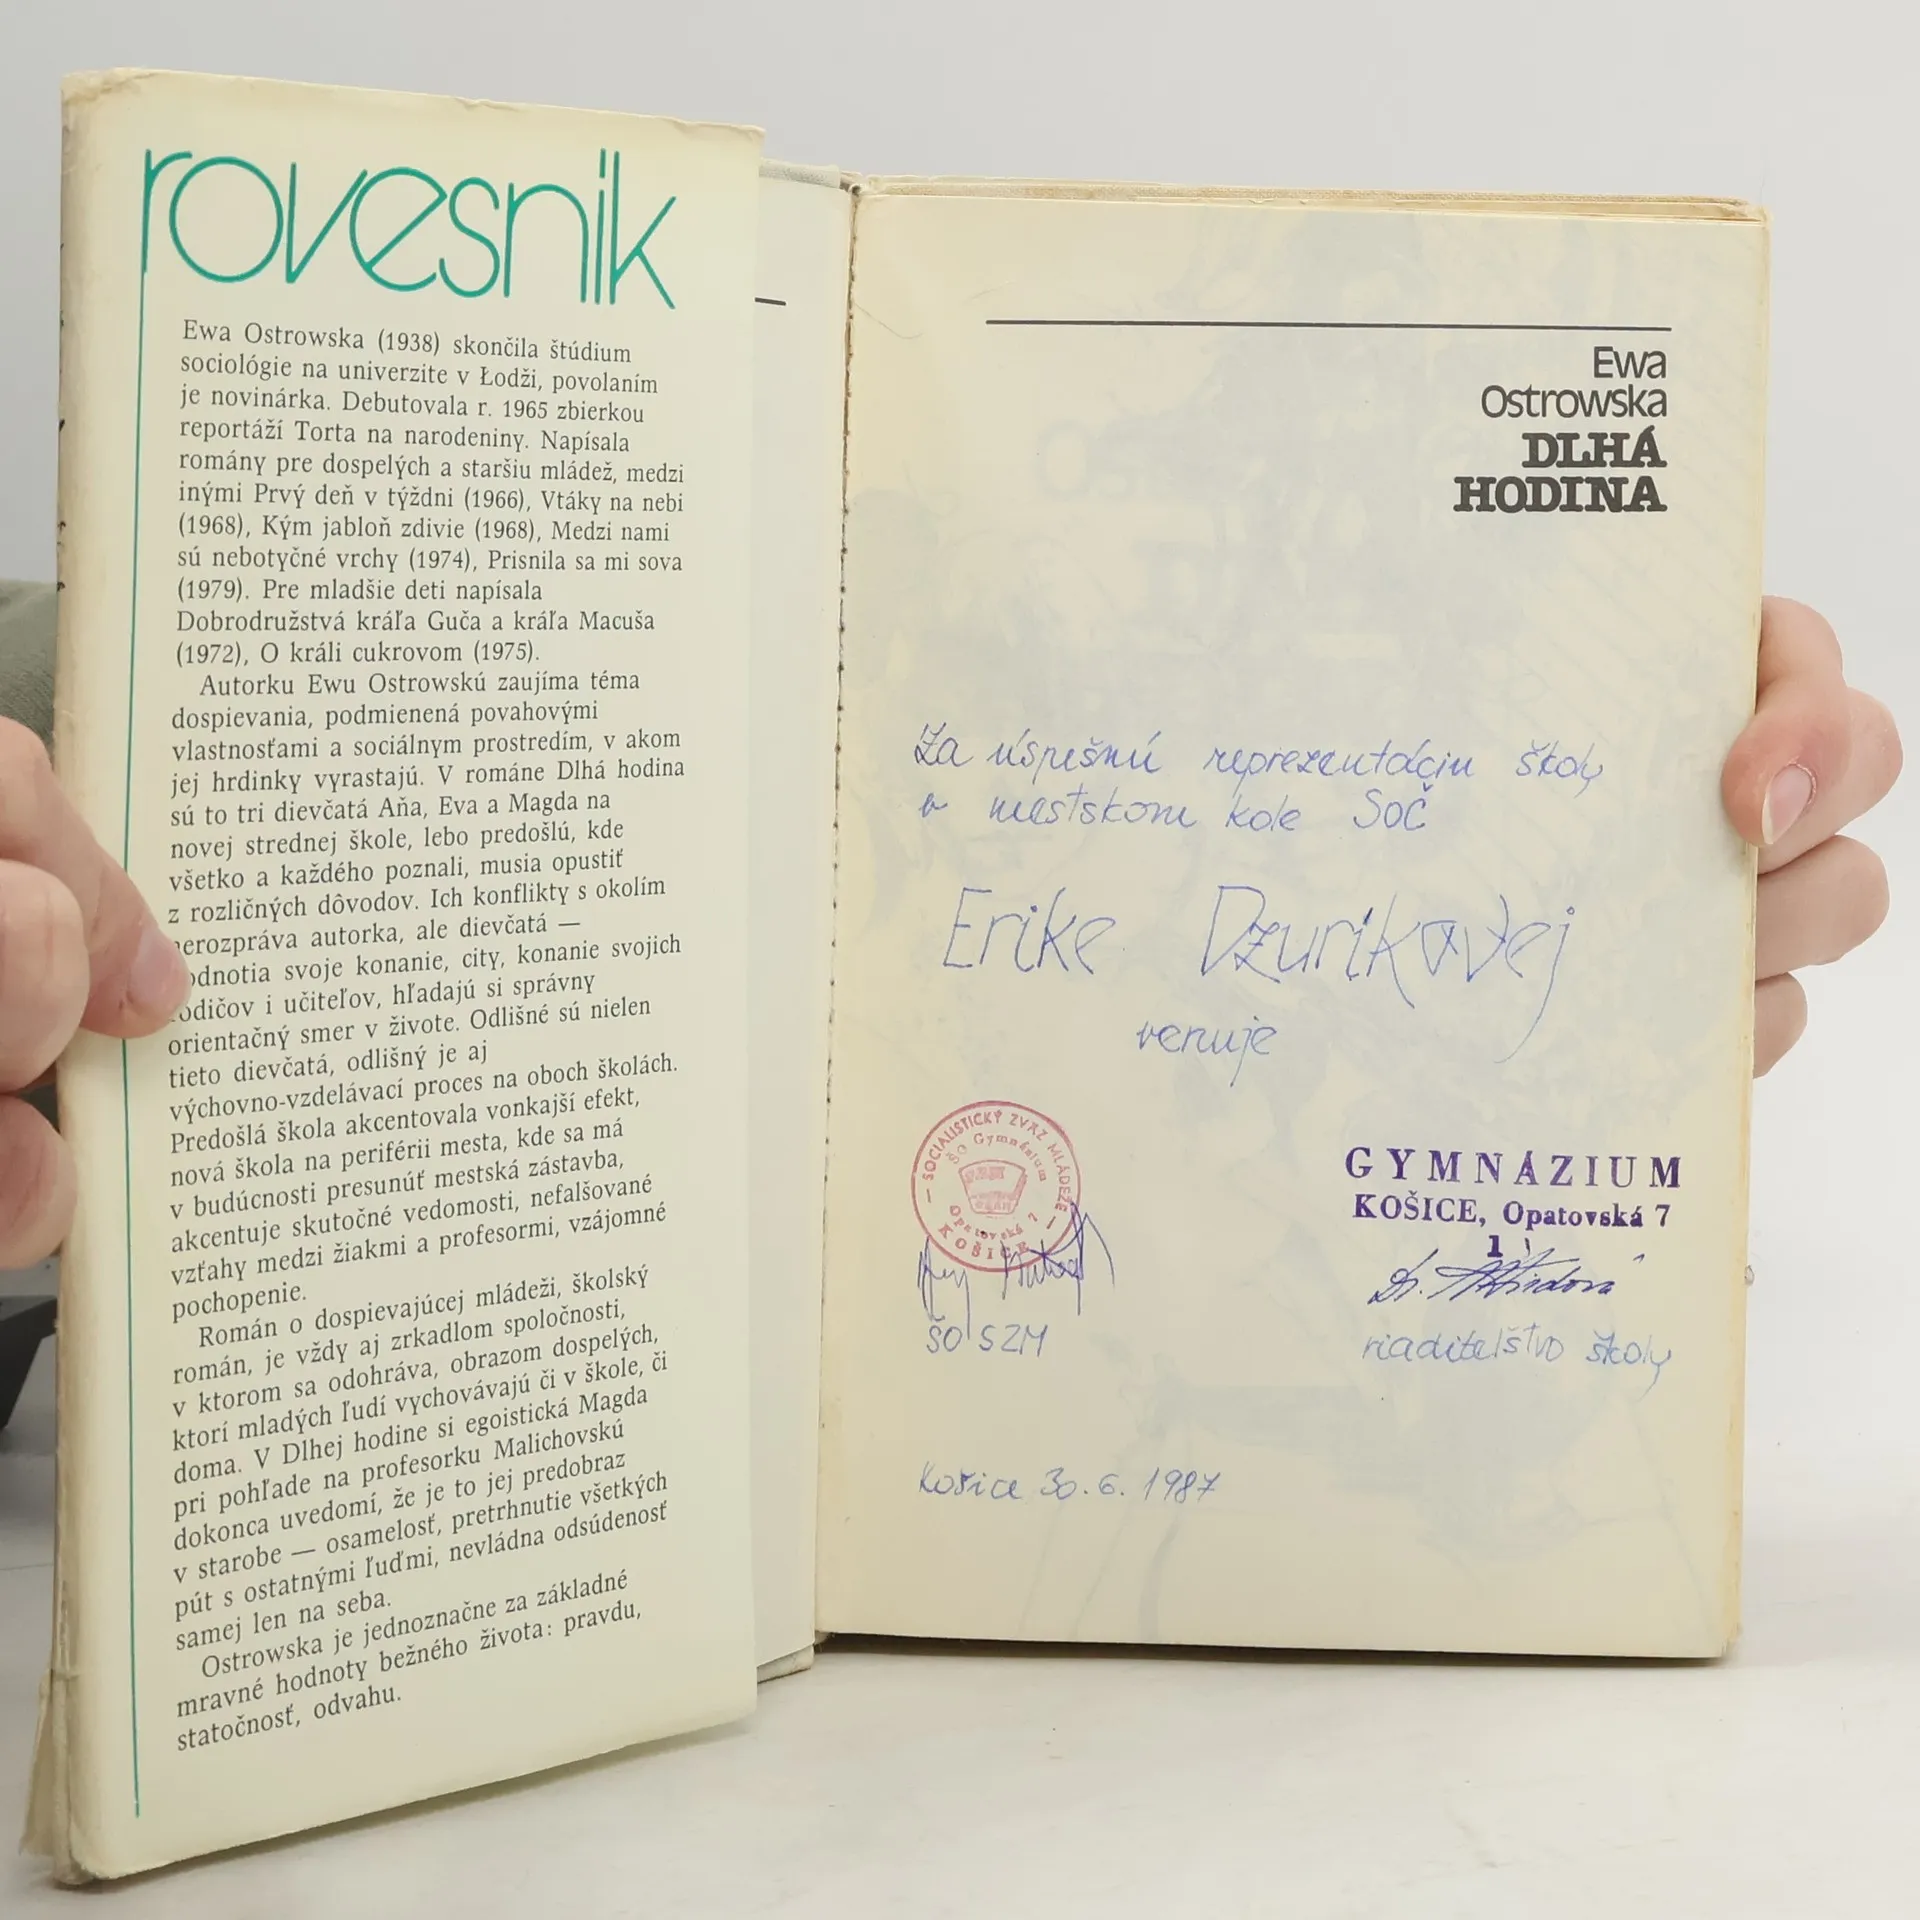 rovesnik
Ewa Ostrowska (1938) skončila štúdium
sociológie na univerzite v Łodži, povolaním
je novinárka. Debutovala r. 1965 zbierkou
reportáží Torta na narodeniny. Napísala
romány pre dospelých a staršiu mládež, medzi
inými Prvý deň v týždni (1966), Vtáky na nebi
(1968), Kým jabloň zdivie (1968), Medzi nami
sú nebotyčné vrchy (1974), Prisnila sa mi sova
(1979). Pre mladšie deti napísala
Dobrodružstvá kráľa Guča a kráľa Macuša
(1972), O králi cukrovom (1975).
Autorku Ewu Ostrowskú zaujíma téma
dospievania, podmienená povahovými
vlastnosťami a sociálnym prostredím, v akom
jej hrdinky vyrastajú. V románe Dlhá hodina
sú to tri dievčatá Aňa, Eva a Magda na
novej strednej škole, lebo predošlú, kde
všetko a každého poznali, musia opustiť
z rozličných dôvodov. Ich konflikty s okolím
nerozpráva autorka, ale dievčatá —
hodnotia svoje konanie, city, konanie svojich
rodičov i učiteľov, hľadajú si správny
orientačný smer v živote. Odlišné sú nielen
tieto dievčatá, odlišný je aj
výchovno-vzdelávací proces na oboch školách.
Predošlá škola akcentovala vonkajší efekt,
nová škola na periférii mesta, kde sa má
v budúcnosti presunúť mestská zástavba,
akcentuje skutočné vedomosti, nefalšované
vzťahy medzi žiakmi a profesormi, vzájomné
pochopenie.
Román o dospievajúcej mládeži, školský
román, je vždy aj zrkadlom spoločnosti,
v ktorom sa odohráva, obrazom dospelých,
ktorí mladých ľudí vychovávajú či v škole, či
doma. V Dlhej hodine si egoistická Magda
pri pohľade na profesorku Malichovskú
dokonca uvedomí, že je to jej predobraz
v starobe — osamelosť, pretrhnutie všetkých
pút s ostatnými ľuďmi, nevládna odsúdenosť
samej len na seba.
Ostrowska je jednoznačne za základné
mravné hodnoty bežného života: pravdu,
statočnosť, odvahu.
Ewa
Ostrowska
DLHÁ
HODINA
Za úspešnú reprezentáciu školy
v mestskom kole SOČ
Erike Dzurikovej
venuje
SOCIALISTICKÝ ZVÄZ MLÁDEŽE
ŠO Gymnázium
Opatovská 7
KOŠICE
ŠO SZM
GYMNÁZIUM
KOŠICE, Opatovská 7
1
riaditeľstvo školy
Košice 30. 6. 1987